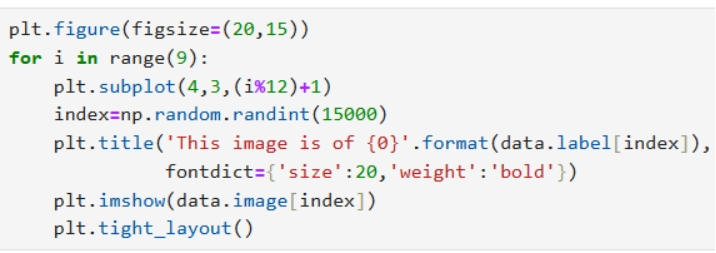 plt.figure(figsize=(20,15))
for i in range(9):
    plt.subplot(4,3,(i%12)+1)
    index=np.random.randint(15000)
    plt.title('This image is of {0}'.format(data.label[index]),
              fontdict={'size':20,'weight':'bold'})
    plt.imshow(data.image[index])
    plt.tight_layout()